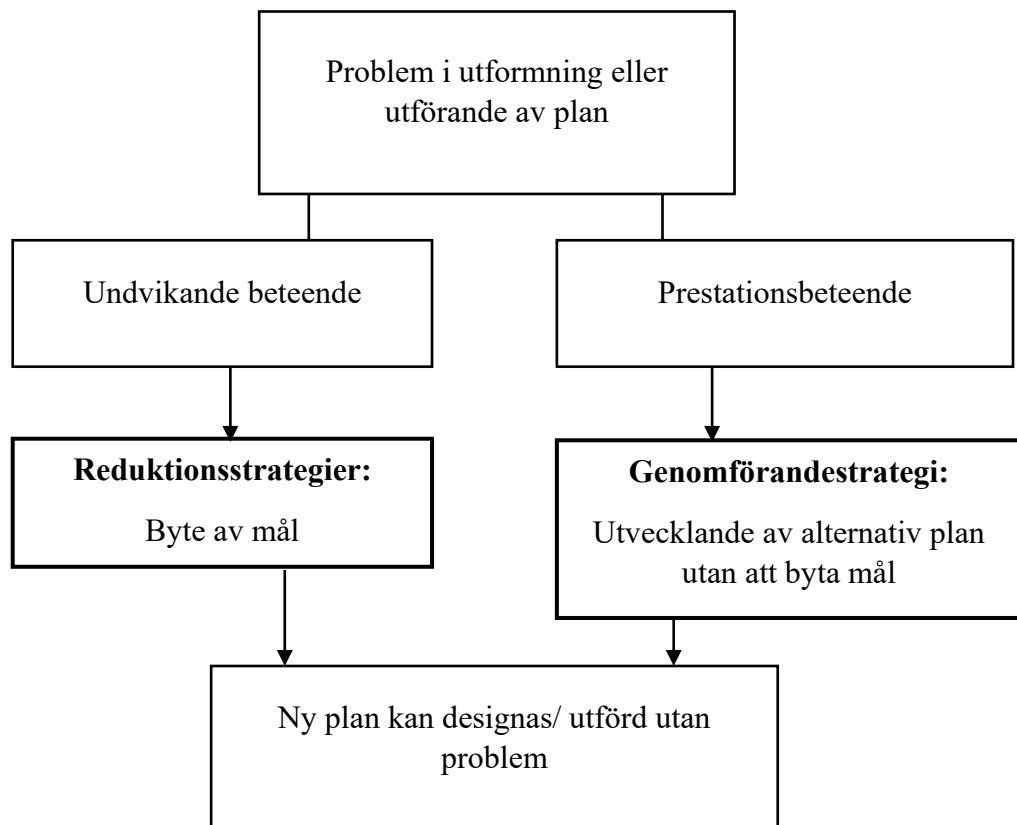 Problem i utformning eller
utförande av plan
Undvikande beteende
Prestationsbeteende
Reduktionsstrategier:
Byte av mål
Genomförandestrategi:
Utvecklande av alternativ plan
utan att byta mål
Ny plan kan designas/ utförd utan
problem